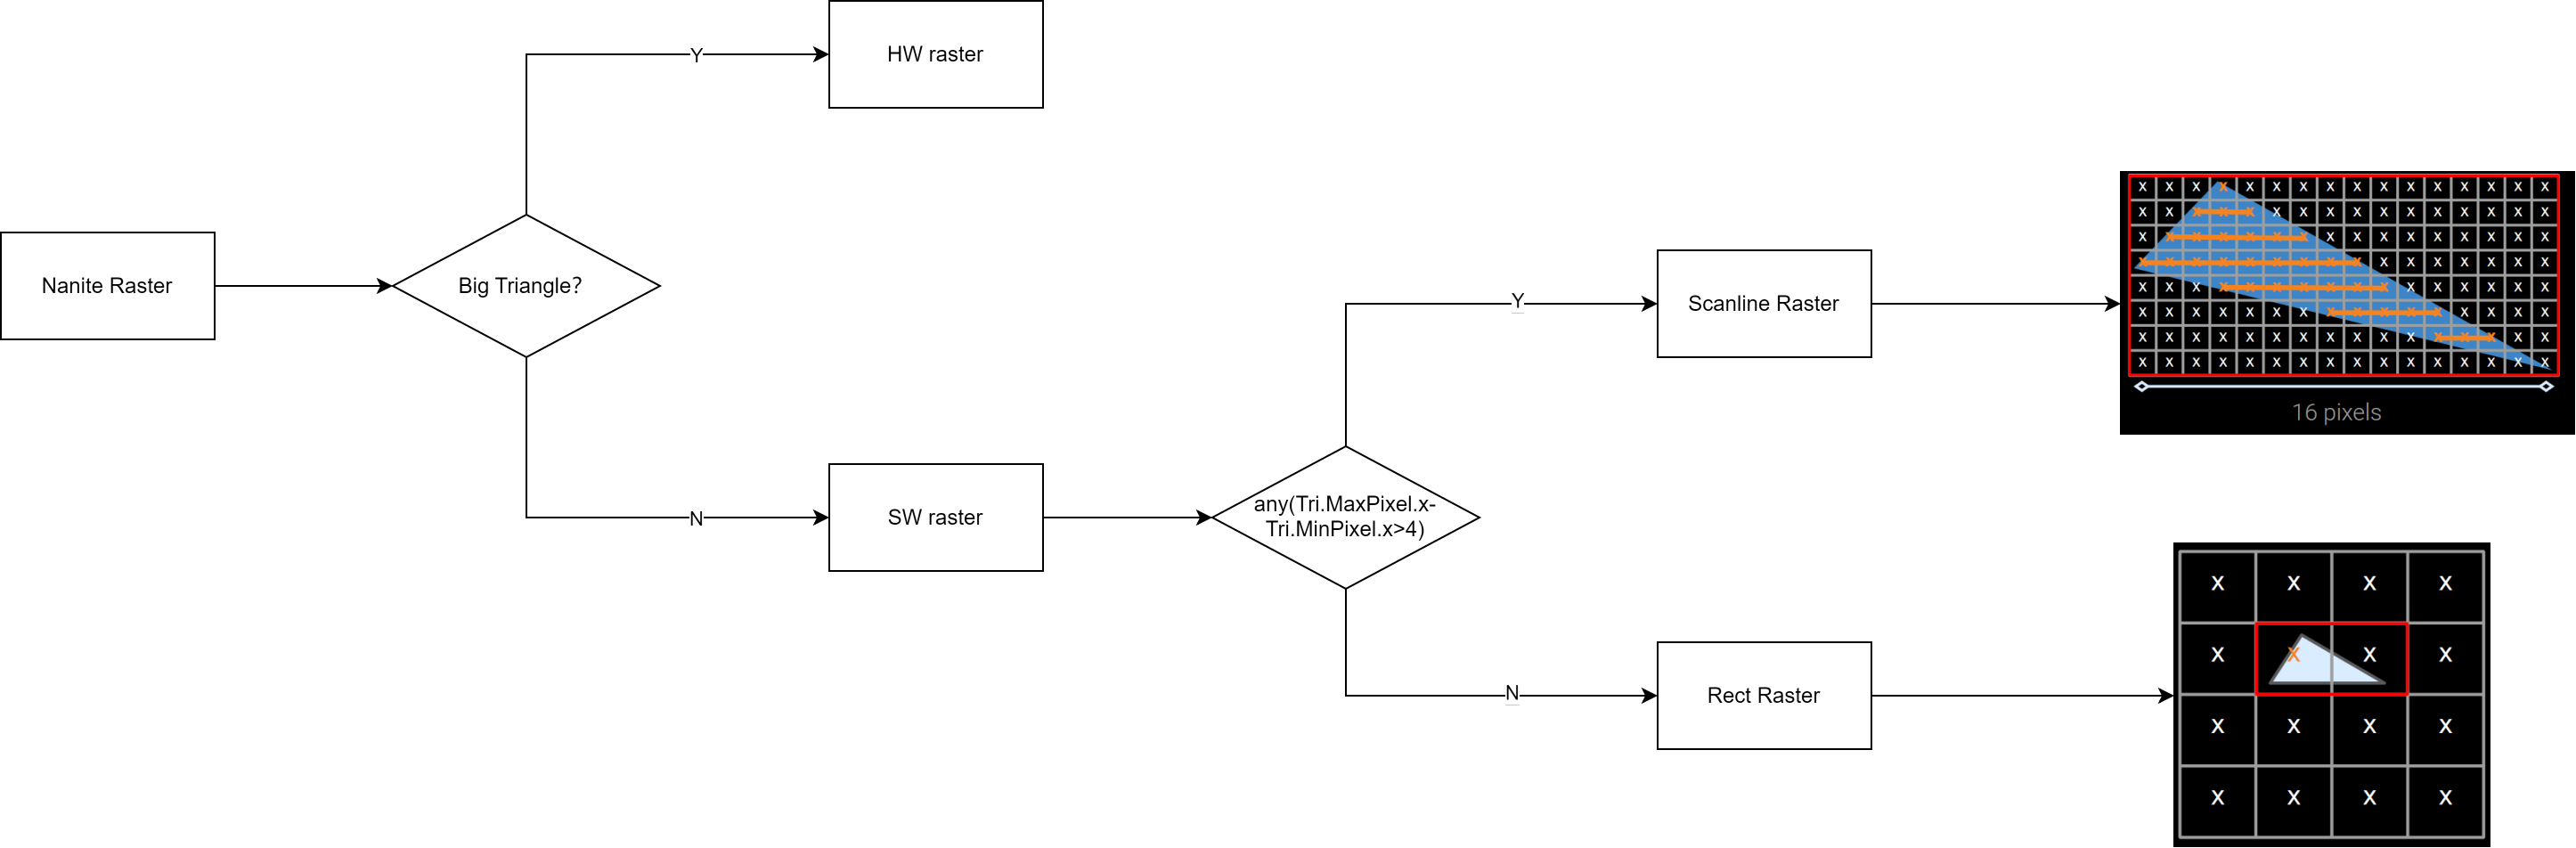 HW raster
Y
Nanite Raster
Big Triangle?
N
SW raster
any(Tri.MaxPixel.x-
Tri.MinPixel.x>4)
Y
Scanline Raster
N
Rect Raster
x x x x x x x x x x x x x x x x
x x x x x x x x x x x x x x x x
x x x x x x x x x x x x x x x x
x x x x x x x x x x x x x x x x
x x x x x x x x x x x x x x x x
x x x x x x x x x x x x x x x x
x x x x x x x x x x x x x x x x
x x x x x x x x x x x x x x x x
16 pixels
x x x x
x x x x
x x x x
x x x x